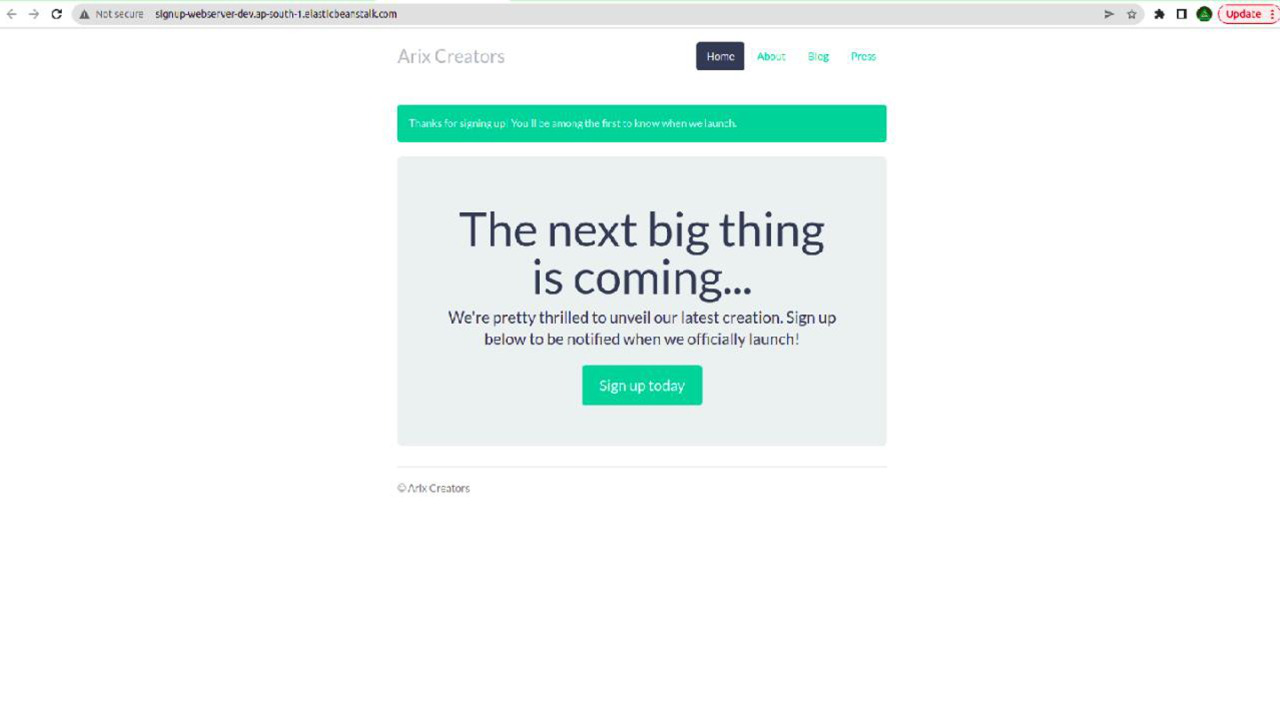 Not secure signup-webserver-dev.ap-south-1.elasticbeanstalk.com Update
Arix Creators Home About Blog Press
Thanks for signing up! You'll be among the first to know when we launch.
The next big thing
is coming...
We're pretty thrilled to unveil our latest creation. Sign up
below to be notified when we officially launch!
Sign up today
© Arix Creators